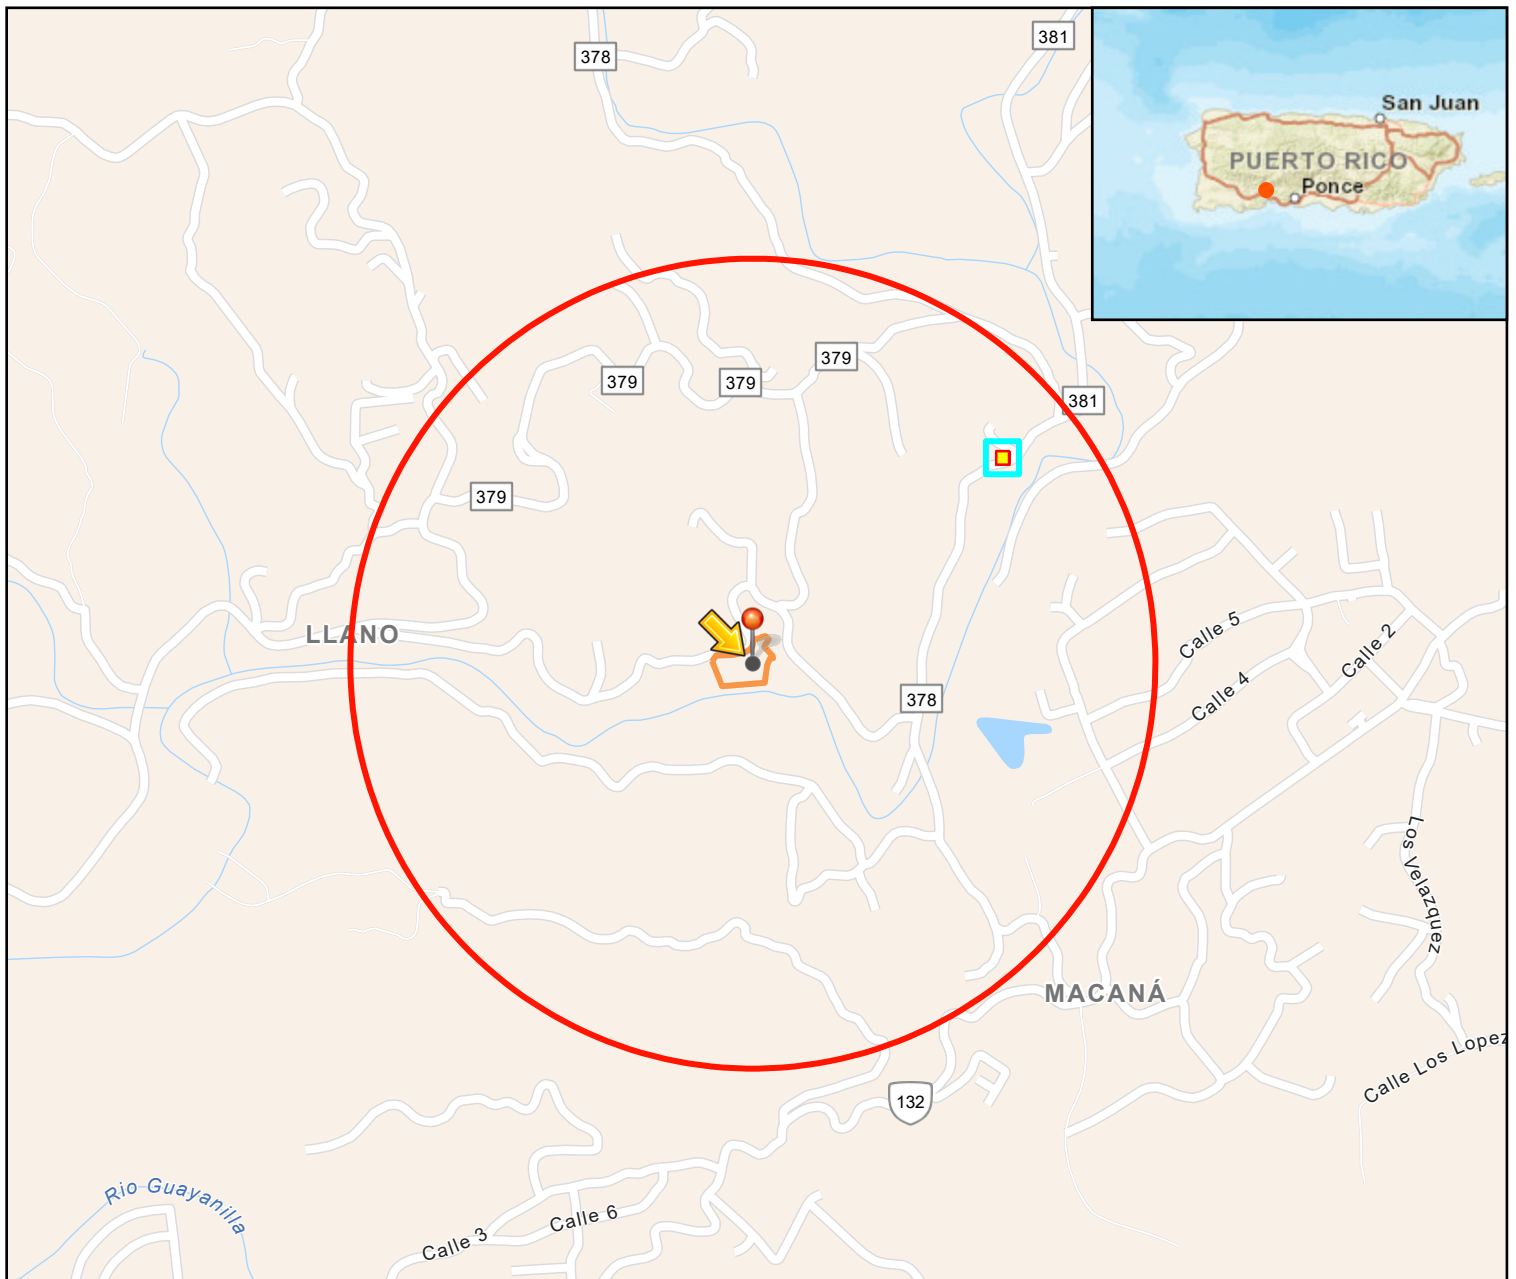 378
381
San Juan
PUERTO RICO
Ponce
379
379
379
381
379
LLANO
Calle 5
Calle 2
Calle 4
378
Los Velazquez
MACANÁ
Calle Los Lopez
132
Rio Guayanilla
Calle 6
Calle 3